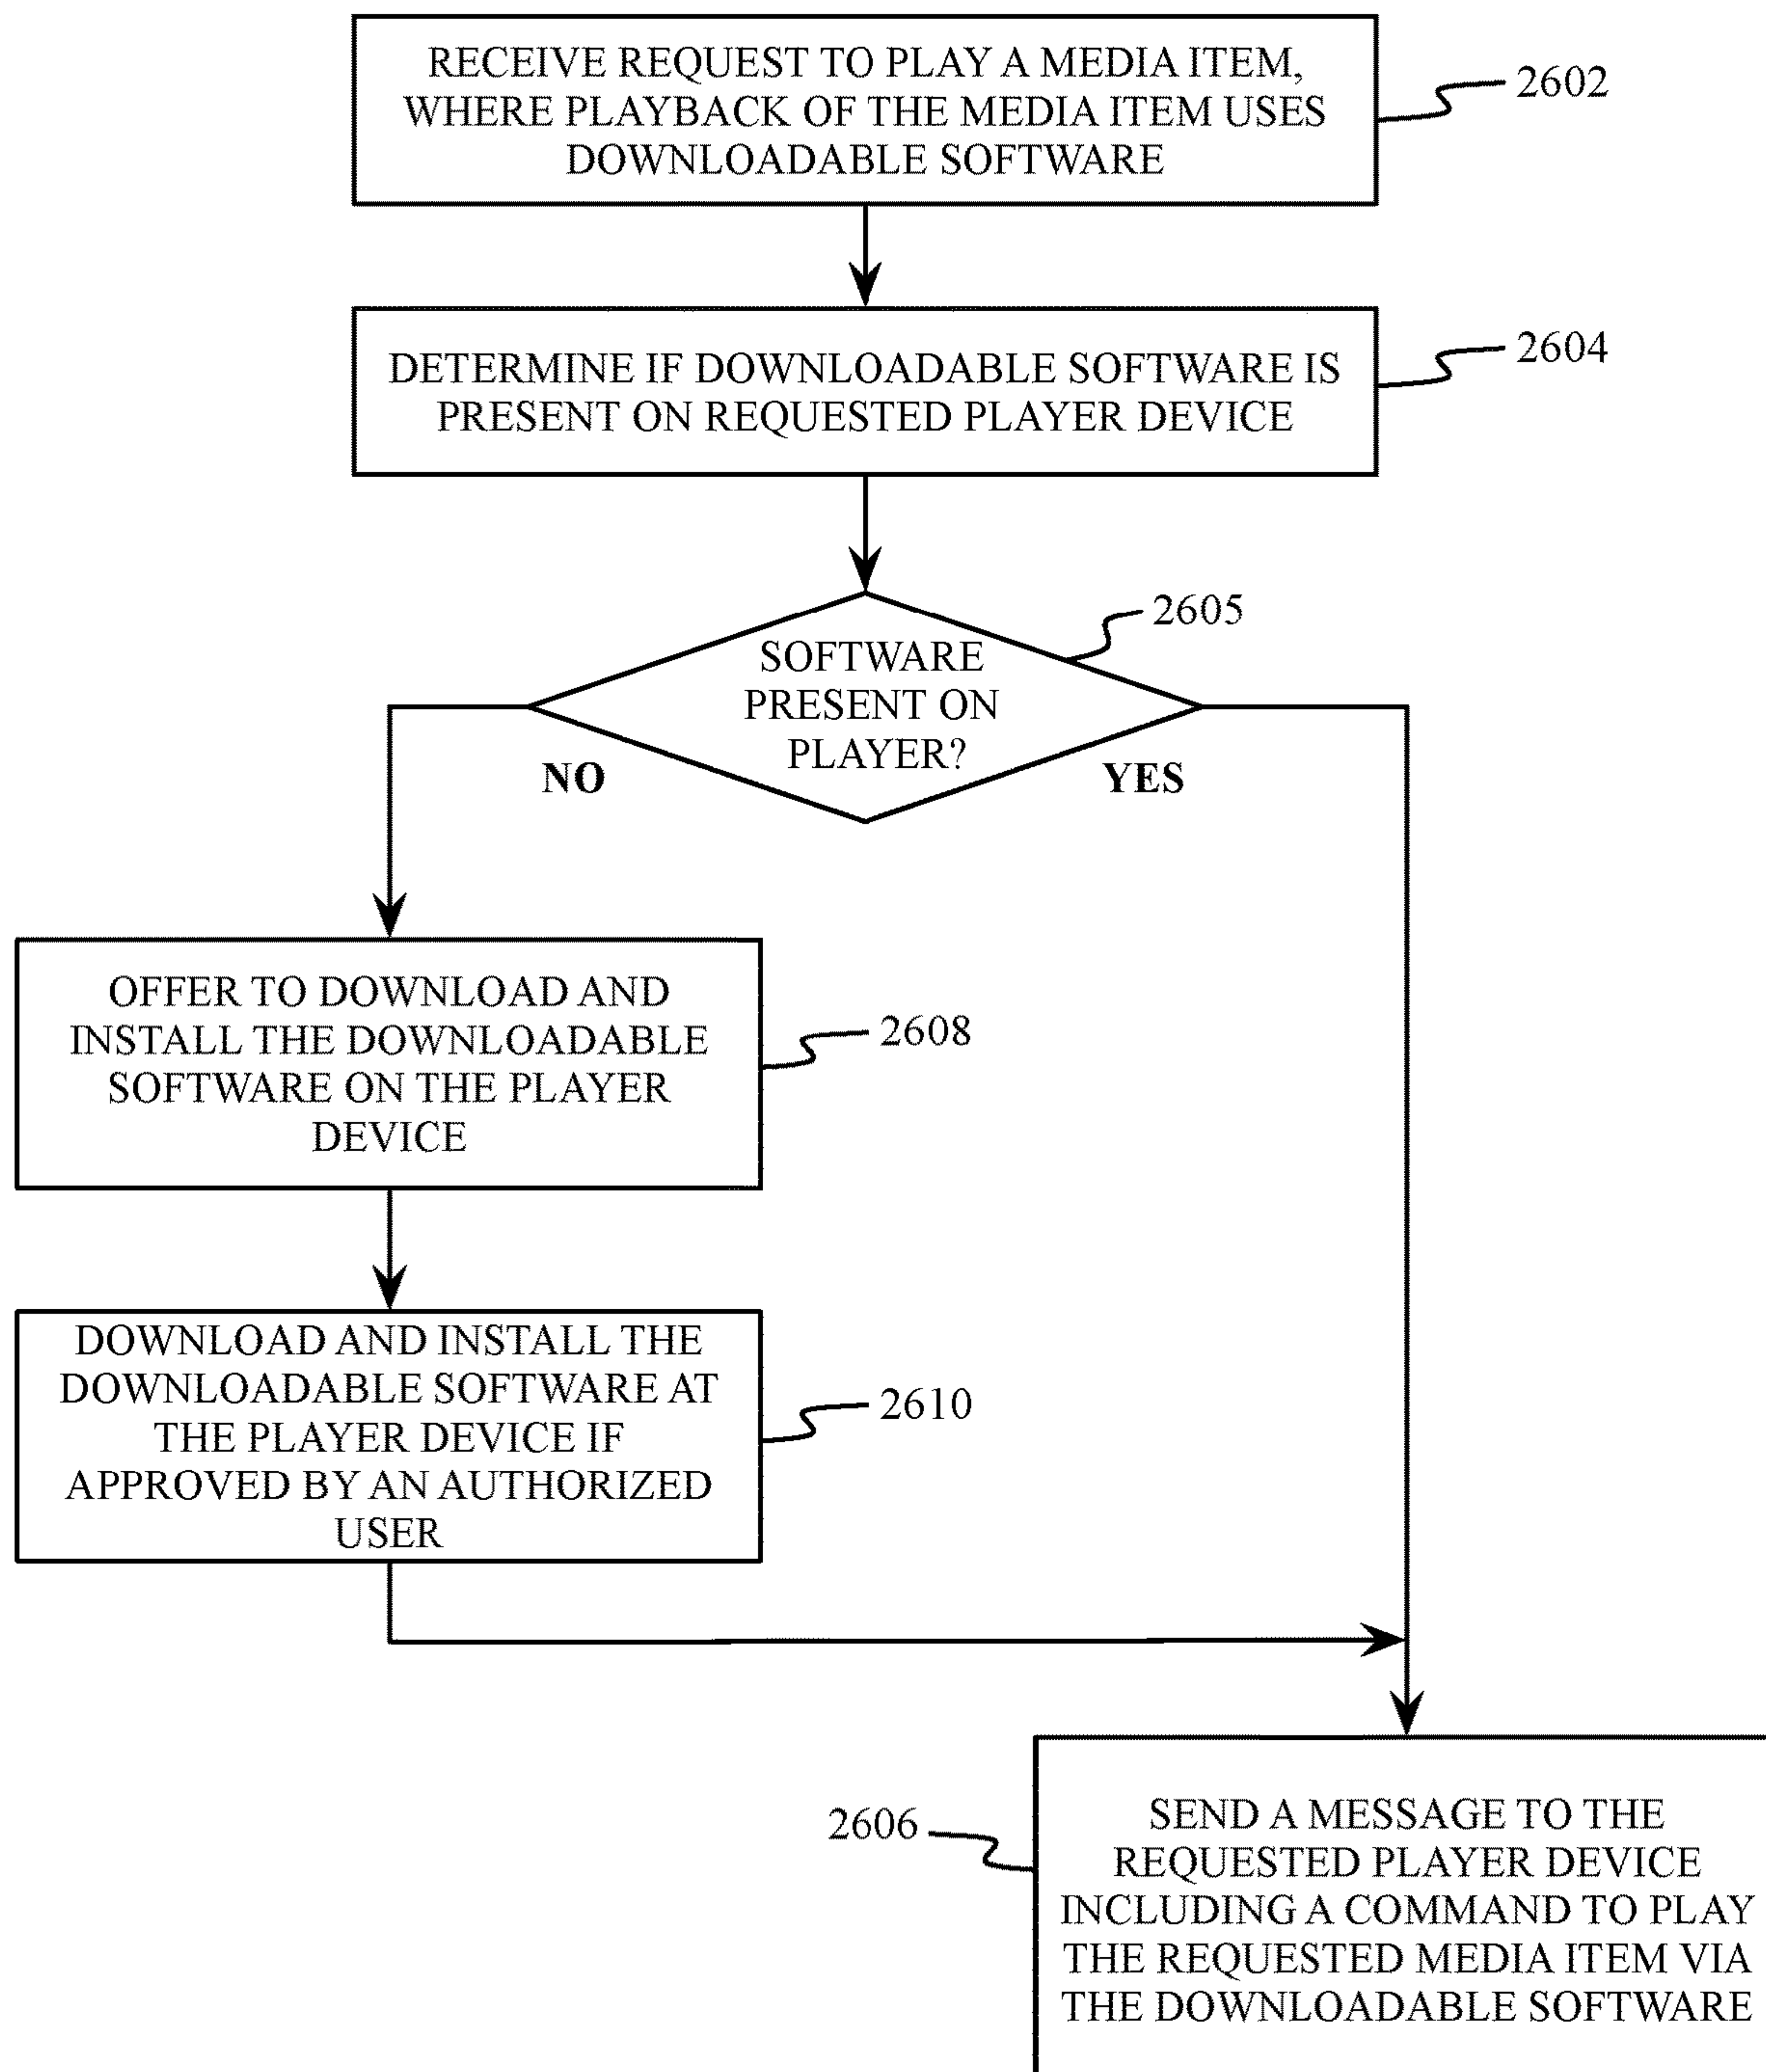 RECEIVE REQUEST TO PLAY A MEDIA ITEM,
WHERE PLAYBACK OF THE MEDIA ITEM USES
DOWNLOADABLE SOFTWARE
2602
DETERMINE IF DOWNLOADABLE SOFTWARE IS
PRESENT ON REQUESTED PLAYER DEVICE
2604
2605
SOFTWARE
PRESENT ON
PLAYER?
NO
YES
OFFER TO DOWNLOAD AND
INSTALL THE DOWNLOADABLE
SOFTWARE ON THE PLAYER
DEVICE
2608
DOWNLOAD AND INSTALL THE
DOWNLOADABLE SOFTWARE AT
THE PLAYER DEVICE IF
APPROVED BY AN AUTHORIZED
USER
2610
2606
SEND A MESSAGE TO THE
REQUESTED PLAYER DEVICE
INCLUDING A COMMAND TO PLAY
THE REQUESTED MEDIA ITEM VIA
THE DOWNLOADABLE SOFTWARE